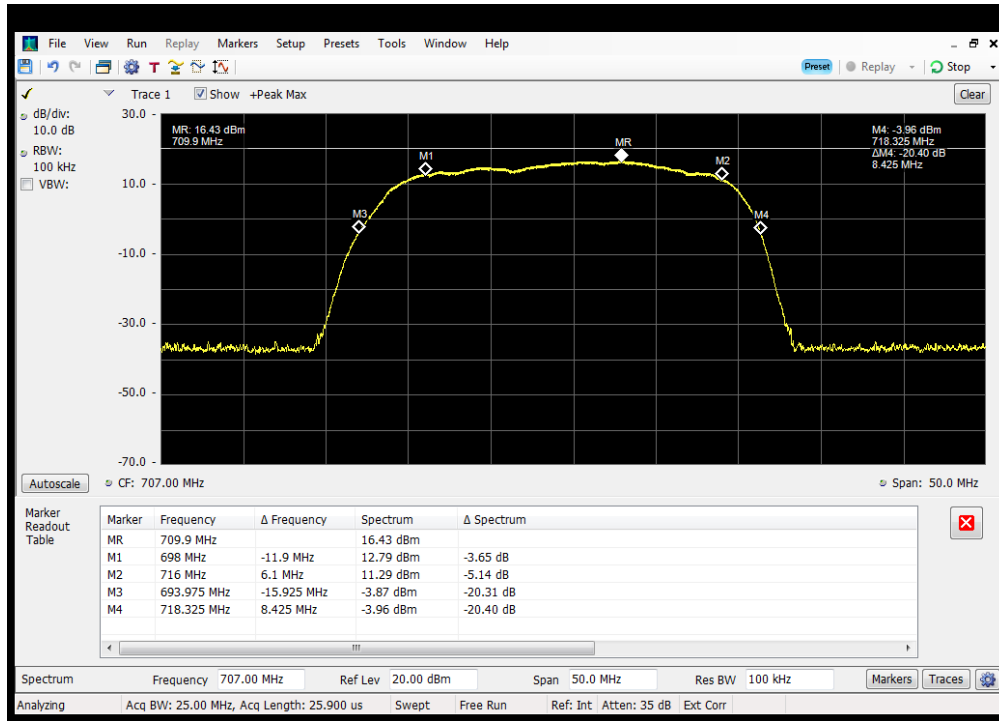 File View Run Replay Markers Setup Presets Tools Window Help
T Preset Replay Stop
Trace 1 Show +Peak Max Clear
dB/div: 30.0
10.0 dB
MR: 16.43 dBm
709.9 MHz
M4: -3.96 dBm
718.325 MHz
ΔM4: -20.40 dB
8.425 MHz
RBW:
100 kHz
VBW:
MR
M1
M2
M3
M4
10.0
-10.0
-30.0
-50.0
-70.0
Autoscale CF: 707.00 MHz Span: 50.0 MHz
Marker
Readout
Table
Marker Frequency Δ Frequency Spectrum Δ Spectrum
MR 709.9 MHz 16.43 dBm
M1 698 MHz -11.9 MHz 12.79 dBm -3.65 dB
M2 716 MHz 6.1 MHz 11.29 dBm -5.14 dB
M3 693.975 MHz -15.925 MHz -3.87 dBm -20.31 dB
M4 718.325 MHz 8.425 MHz -3.96 dBm -20.40 dB
Spectrum Frequency 707.00 MHz Ref Lev 20.00 dBm Span 50.0 MHz Res BW 100 kHz Markers Traces
Analyzing Acq BW: 25.00 MHz, Acq Length: 25.900 us Swept Free Run Ref: Int Atten: 35 dB Ext Corr